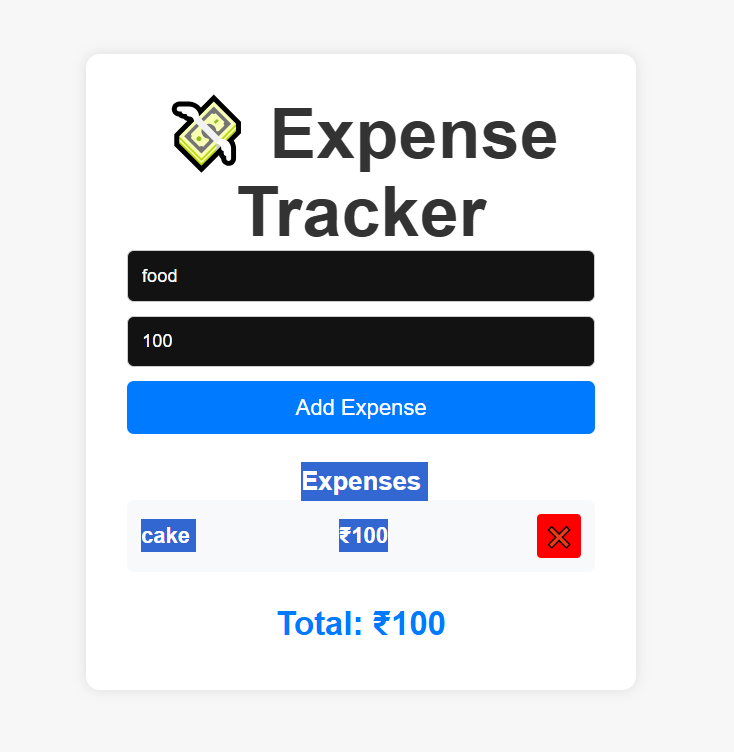 💸 Expense
Tracker
food
100
Add Expense
Expenses
cake ₹100 ❌
Total: ₹100